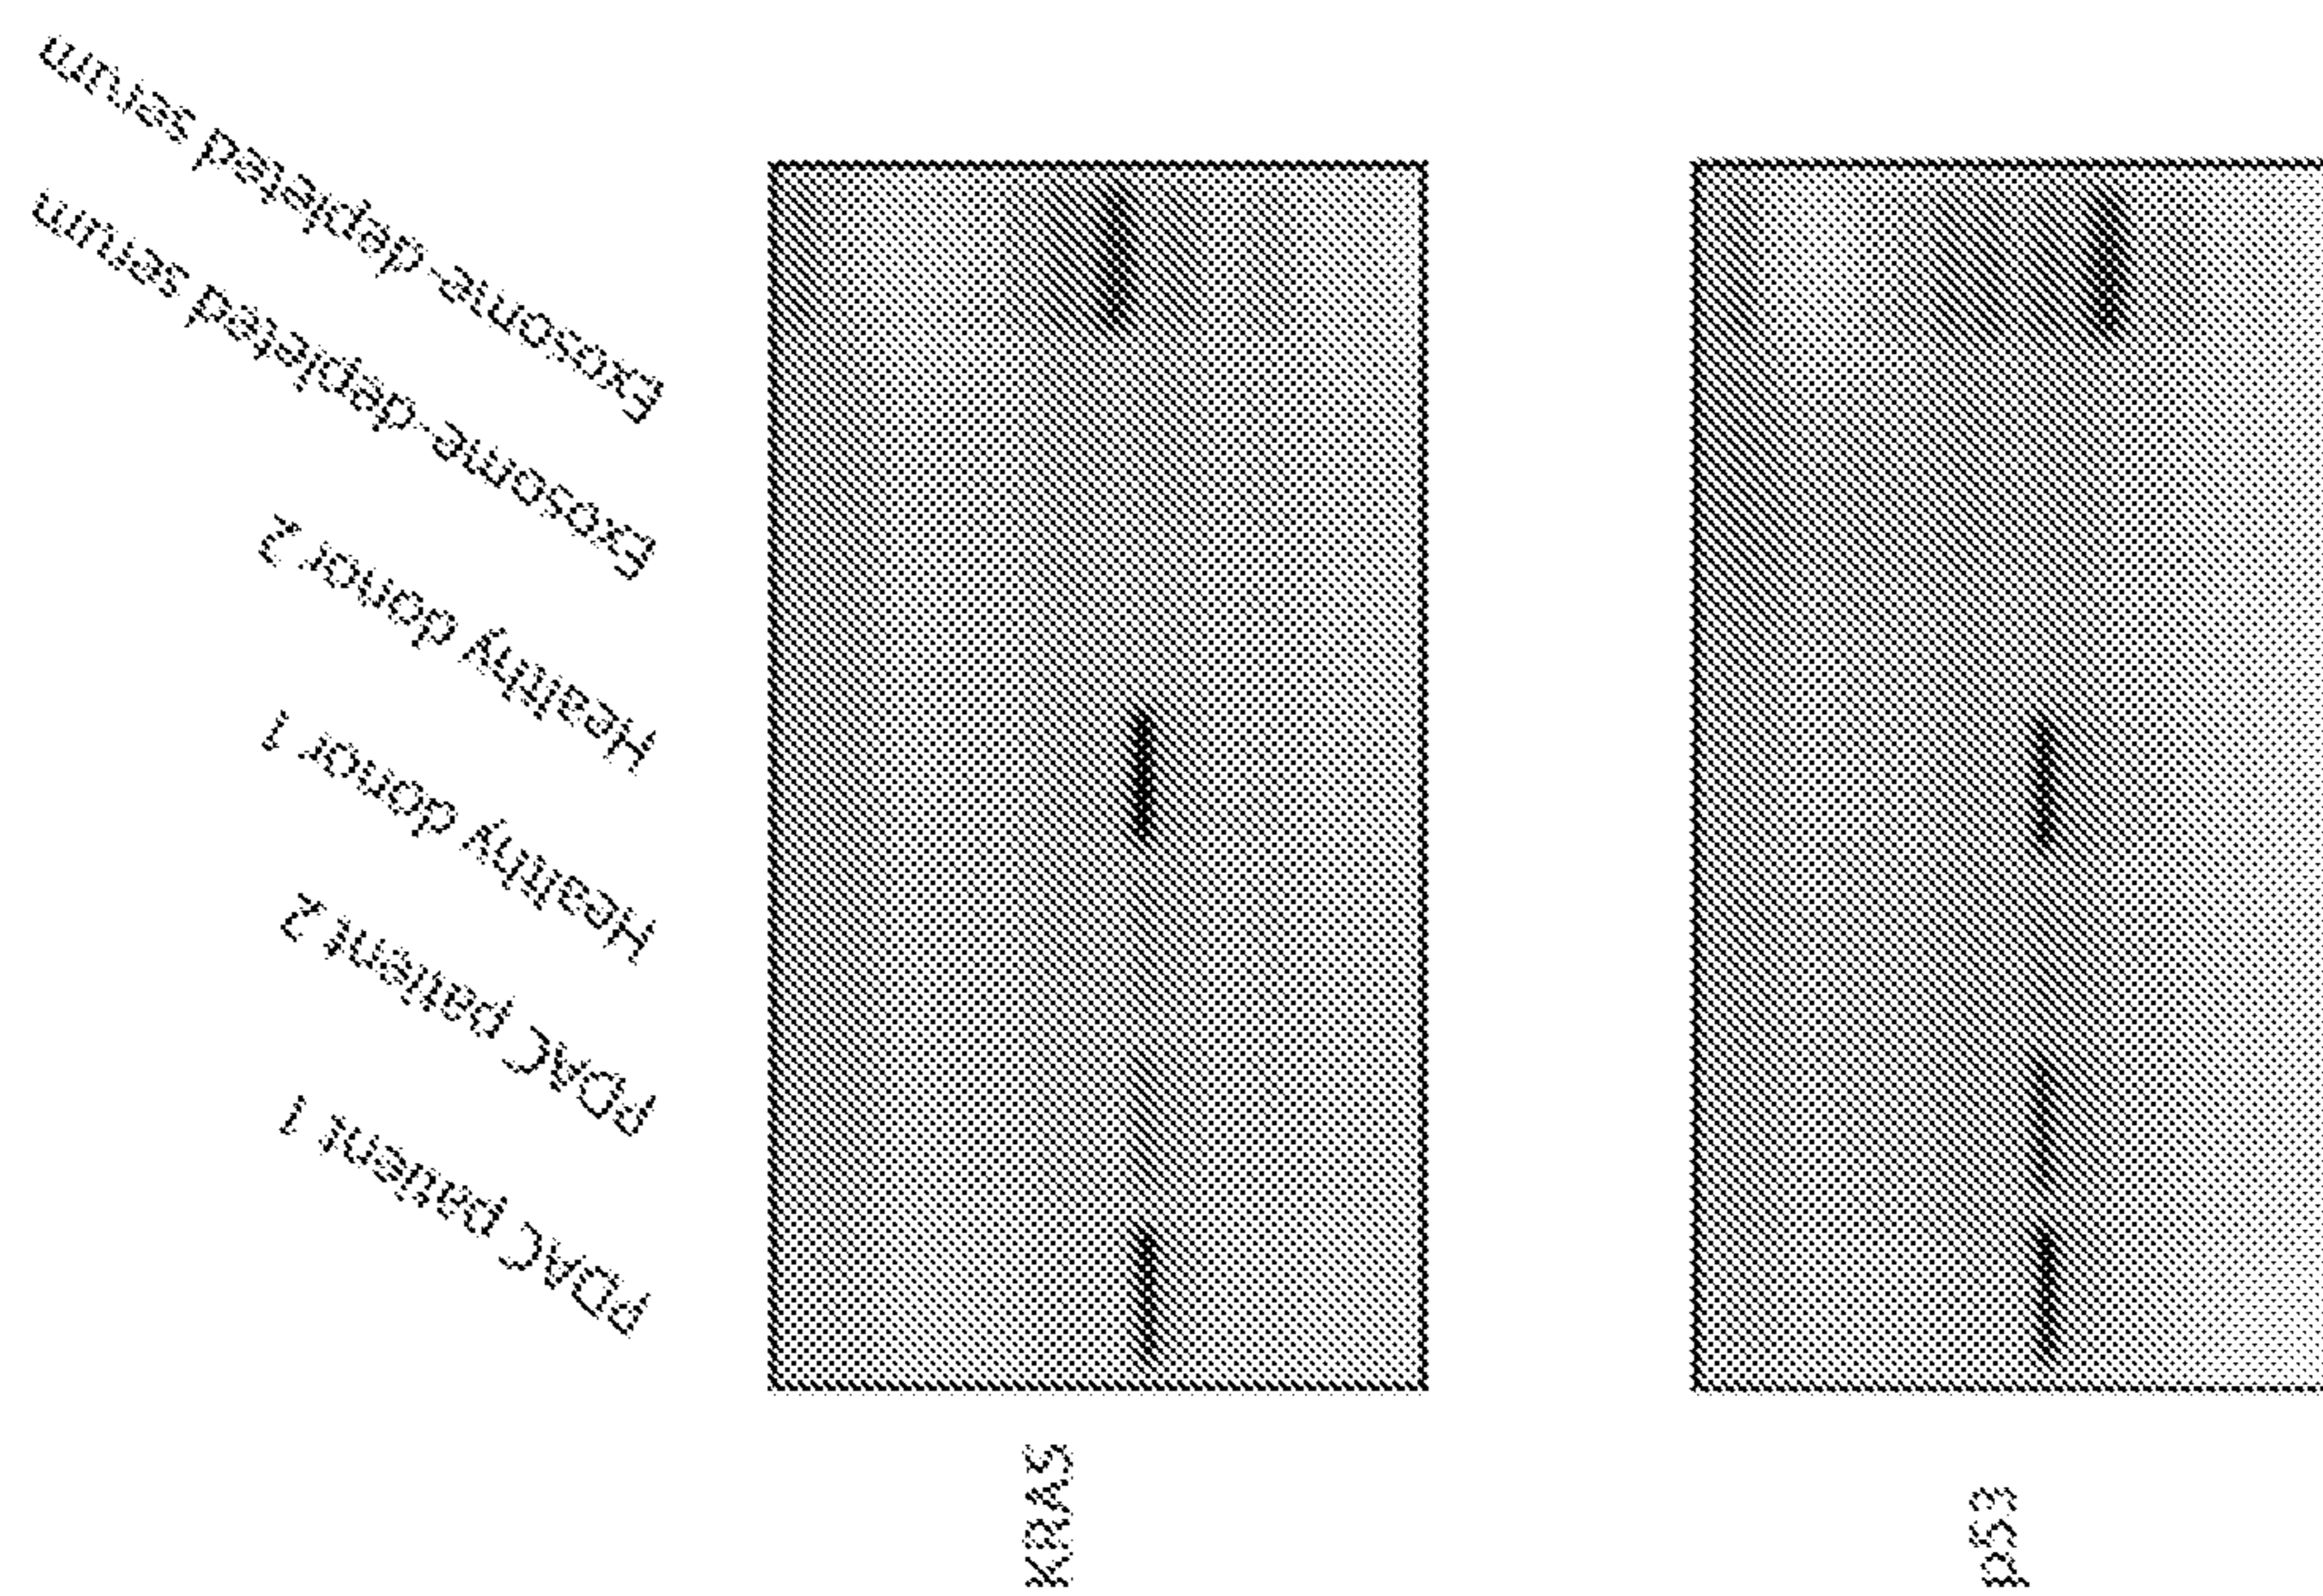 PDAC patient 1
PDAC patient 2
Healthy donor 1
Healthy donor 2
Exosome-depleted serum
Exosome-depleted serum
KRAS
p53